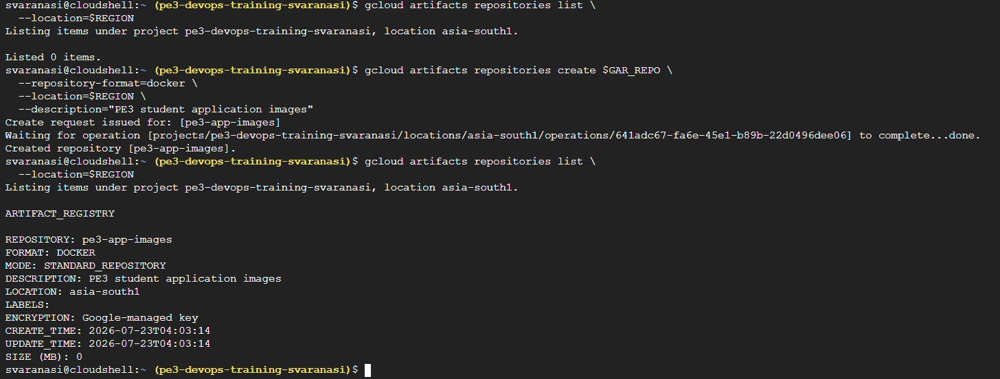 svaranasi@cloudshell:~ (pe3-devops-training-svaranasi)$ gcloud artifacts repositories list \
  --location=$REGION
Listing items under project pe3-devops-training-svaranasi, location asia-south1.

Listed 0 items.
svaranasi@cloudshell:~ (pe3-devops-training-svaranasi)$ gcloud artifacts repositories create $GAR_REPO \
  --repository-format=docker \
  --location=$REGION \
  --description="PE3 student application images"
Create request issued for: [pe3-app-images]
Waiting for operation [projects/pe3-devops-training-svaranasi/locations/asia-south1/operations/641adc67-fa6e-45e1-b89b-22d0496dee06] to complete...done.
Created repository [pe3-app-images].
svaranasi@cloudshell:~ (pe3-devops-training-svaranasi)$ gcloud artifacts repositories list \
  --location=$REGION
Listing items under project pe3-devops-training-svaranasi, location asia-south1.

ARTIFACT_REGISTRY

REPOSITORY: pe3-app-images
FORMAT: DOCKER
MODE: STANDARD_REPOSITORY
DESCRIPTION: PE3 student application images
LOCATION: asia-south1
LABELS:
ENCRYPTION: Google-managed key
CREATE_TIME: 2026-07-23T04:03:14
UPDATE_TIME: 2026-07-23T04:03:14
SIZE (MB): 0
svaranasi@cloudshell:~ (pe3-devops-training-svaranasi)$